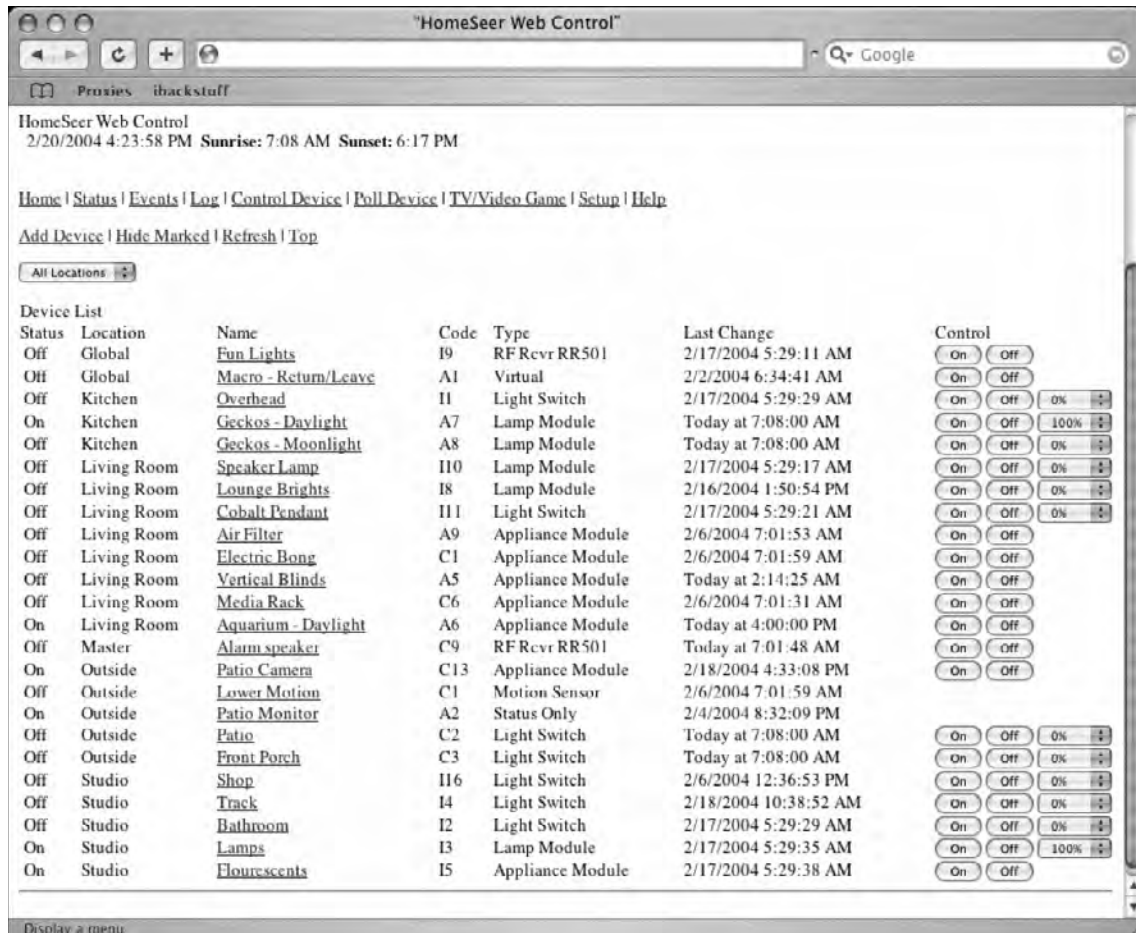 "HomeSeer Web Control"
Google
Proxies ihackstuff
HomeSeer Web Control
2/20/2004 4:23:58 PM Sunrise: 7:08 AM Sunset: 6:17 PM
Home | Status | Events | Log | Control Device | Poll Device | TV/Video Game | Setup | Help
Add Device | Hide Marked | Refresh | Top
All Locations
Device List
Status Location Name Code Type Last Change Control
Off Global Fun Lights I9 RF Rcvr RR501 2/17/2004 5:29:11 AM On Off
Off Global Macro - Return/Leave A1 Virtual 2/2/2004 6:34:41 AM On Off
Off Kitchen Overhead I1 Light Switch 2/17/2004 5:29:29 AM On Off 0%
On Kitchen Geckos - Daylight A7 Lamp Module Today at 7:08:00 AM On Off 100%
Off Kitchen Geckos - Moonlight A8 Lamp Module Today at 7:08:00 AM On Off 0%
Off Living Room Speaker Lamp I10 Lamp Module 2/17/2004 5:29:17 AM On Off 0%
Off Living Room Lounge Brights I8 Lamp Module 2/16/2004 1:50:54 PM On Off 0%
Off Living Room Cobalt Pendant I11 Light Switch 2/17/2004 5:29:21 AM On Off 0%
Off Living Room Air Filter A9 Appliance Module 2/6/2004 7:01:53 AM On Off
Off Living Room Electric Bong C1 Appliance Module 2/6/2004 7:01:59 AM On Off
Off Living Room Vertical Blinds A5 Appliance Module Today at 2:14:25 AM On Off
Off Living Room Media Rack C6 Appliance Module 2/6/2004 7:01:31 AM On Off
On Living Room Aquarium - Daylight A6 Appliance Module Today at 4:00:00 PM On Off
Off Master Alarm speaker C9 RF Rcvr RR501 Today at 7:01:48 AM On Off
On Outside Patio Camera C13 Appliance Module 2/18/2004 4:33:08 PM On Off
Off Outside Lower Motion C1 Motion Sensor 2/6/2004 7:01:59 AM
On Outside Patio Monitor A2 Status Only 2/4/2004 8:32:09 PM
Off Outside Patio C2 Light Switch Today at 7:08:00 AM On Off 0%
Off Outside Front Porch C3 Light Switch Today at 7:08:00 AM On Off 0%
Off Studio Shop I16 Light Switch 2/6/2004 12:36:53 PM On Off 0%
Off Studio Track I4 Light Switch 2/18/2004 10:38:52 AM On Off 0%
Off Studio Bathroom I2 Light Switch 2/17/2004 5:29:29 AM On Off 0%
On Studio Lamps I3 Lamp Module 2/17/2004 5:29:35 AM On Off 100%
On Studio Flourescents I5 Appliance Module 2/17/2004 5:29:38 AM On Off
Display a menu